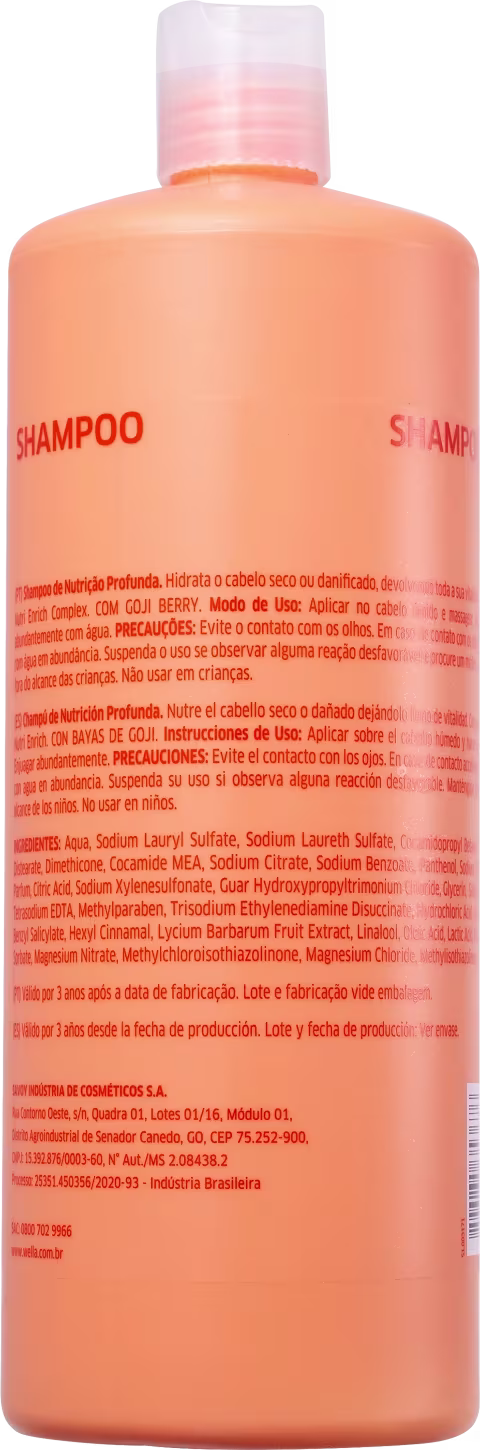 SHAMPOO
SHAMPO
(PT) Shampoo de Nutrição Profunda. Hidrata o cabelo seco ou danificado, devolvendo toda a sua
Nutri Enrich Complex. COM GOJI BERRY. Modo de Uso: Aplicar no cabelo úmido e massagear
abundantemente com água. PRECAUÇÕES: Evite o contato com os olhos. Em caso de contato com os
com água em abundância. Suspenda o uso se observar alguma reação desfavorável e procure um
fora do alcance das crianças. Não usar em crianças.
(ES) Champú de Nutrición Profunda. Nutre el cabello seco o dañado dejándolo lleno de vitalidad.
Nutri Enrich. CON BAYAS DE GOJI. Instrucciones de Uso: Aplicar sobre el cabello húmedo y
Enjuagar abundantemente. PRECAUCIONES: Evite el contacto con los ojos. En caso de contacto
con agua en abundancia. Suspenda su uso si observa alguna reacción desfavorable.
alcance de los niños. No usar en niños.
INGREDIENTES: Aqua, Sodium Lauryl Sulfate, Sodium Laureth Sulfate, Cocamidopropyl
Distearate, Dimethicone, Cocamide MEA, Sodium Citrate, Sodium Benzoate, Panthenol,
Parfum, Citric Acid, Sodium Xylenesulfonate, Guar Hydroxypropyltrimonium Chloride, Glycerin,
Tetrasodium EDTA, Methylparaben, Trisodium Ethylenediamine Disuccinate, Hydrochloric
Benzyl Salicylate, Hexyl Cinnamal, Lycium Barbarum Fruit Extract, Linalool, Oleic Acid, Lactic
Sorbate, Magnesium Nitrate, Methylchloroisothiazolinone, Magnesium Chloride,
(PT) Válido por 3 anos após a data de fabricação. Lote e fabricação vide embalagem.
(ES) Válido por 3 años desde la fecha de producción. Lote y fecha de producción: Ver envase.
SAVOY INDÚSTRIA DE COSMÉTICOS S.A.
Rua Contorno Oeste, s/n, Quadra 01, Lotes 01/16, Módulo 01,
Distrito Agroindustrial de Senador Canedo, GO, CEP 75.252-900,
CNPJ: 15.392.876/0003-60, N° Aut./MS 2.08438.2
Processo: 25351.450356/2020-93 - Indústria Brasileira
SAC: 0800 702 9966
www.wella.com.br